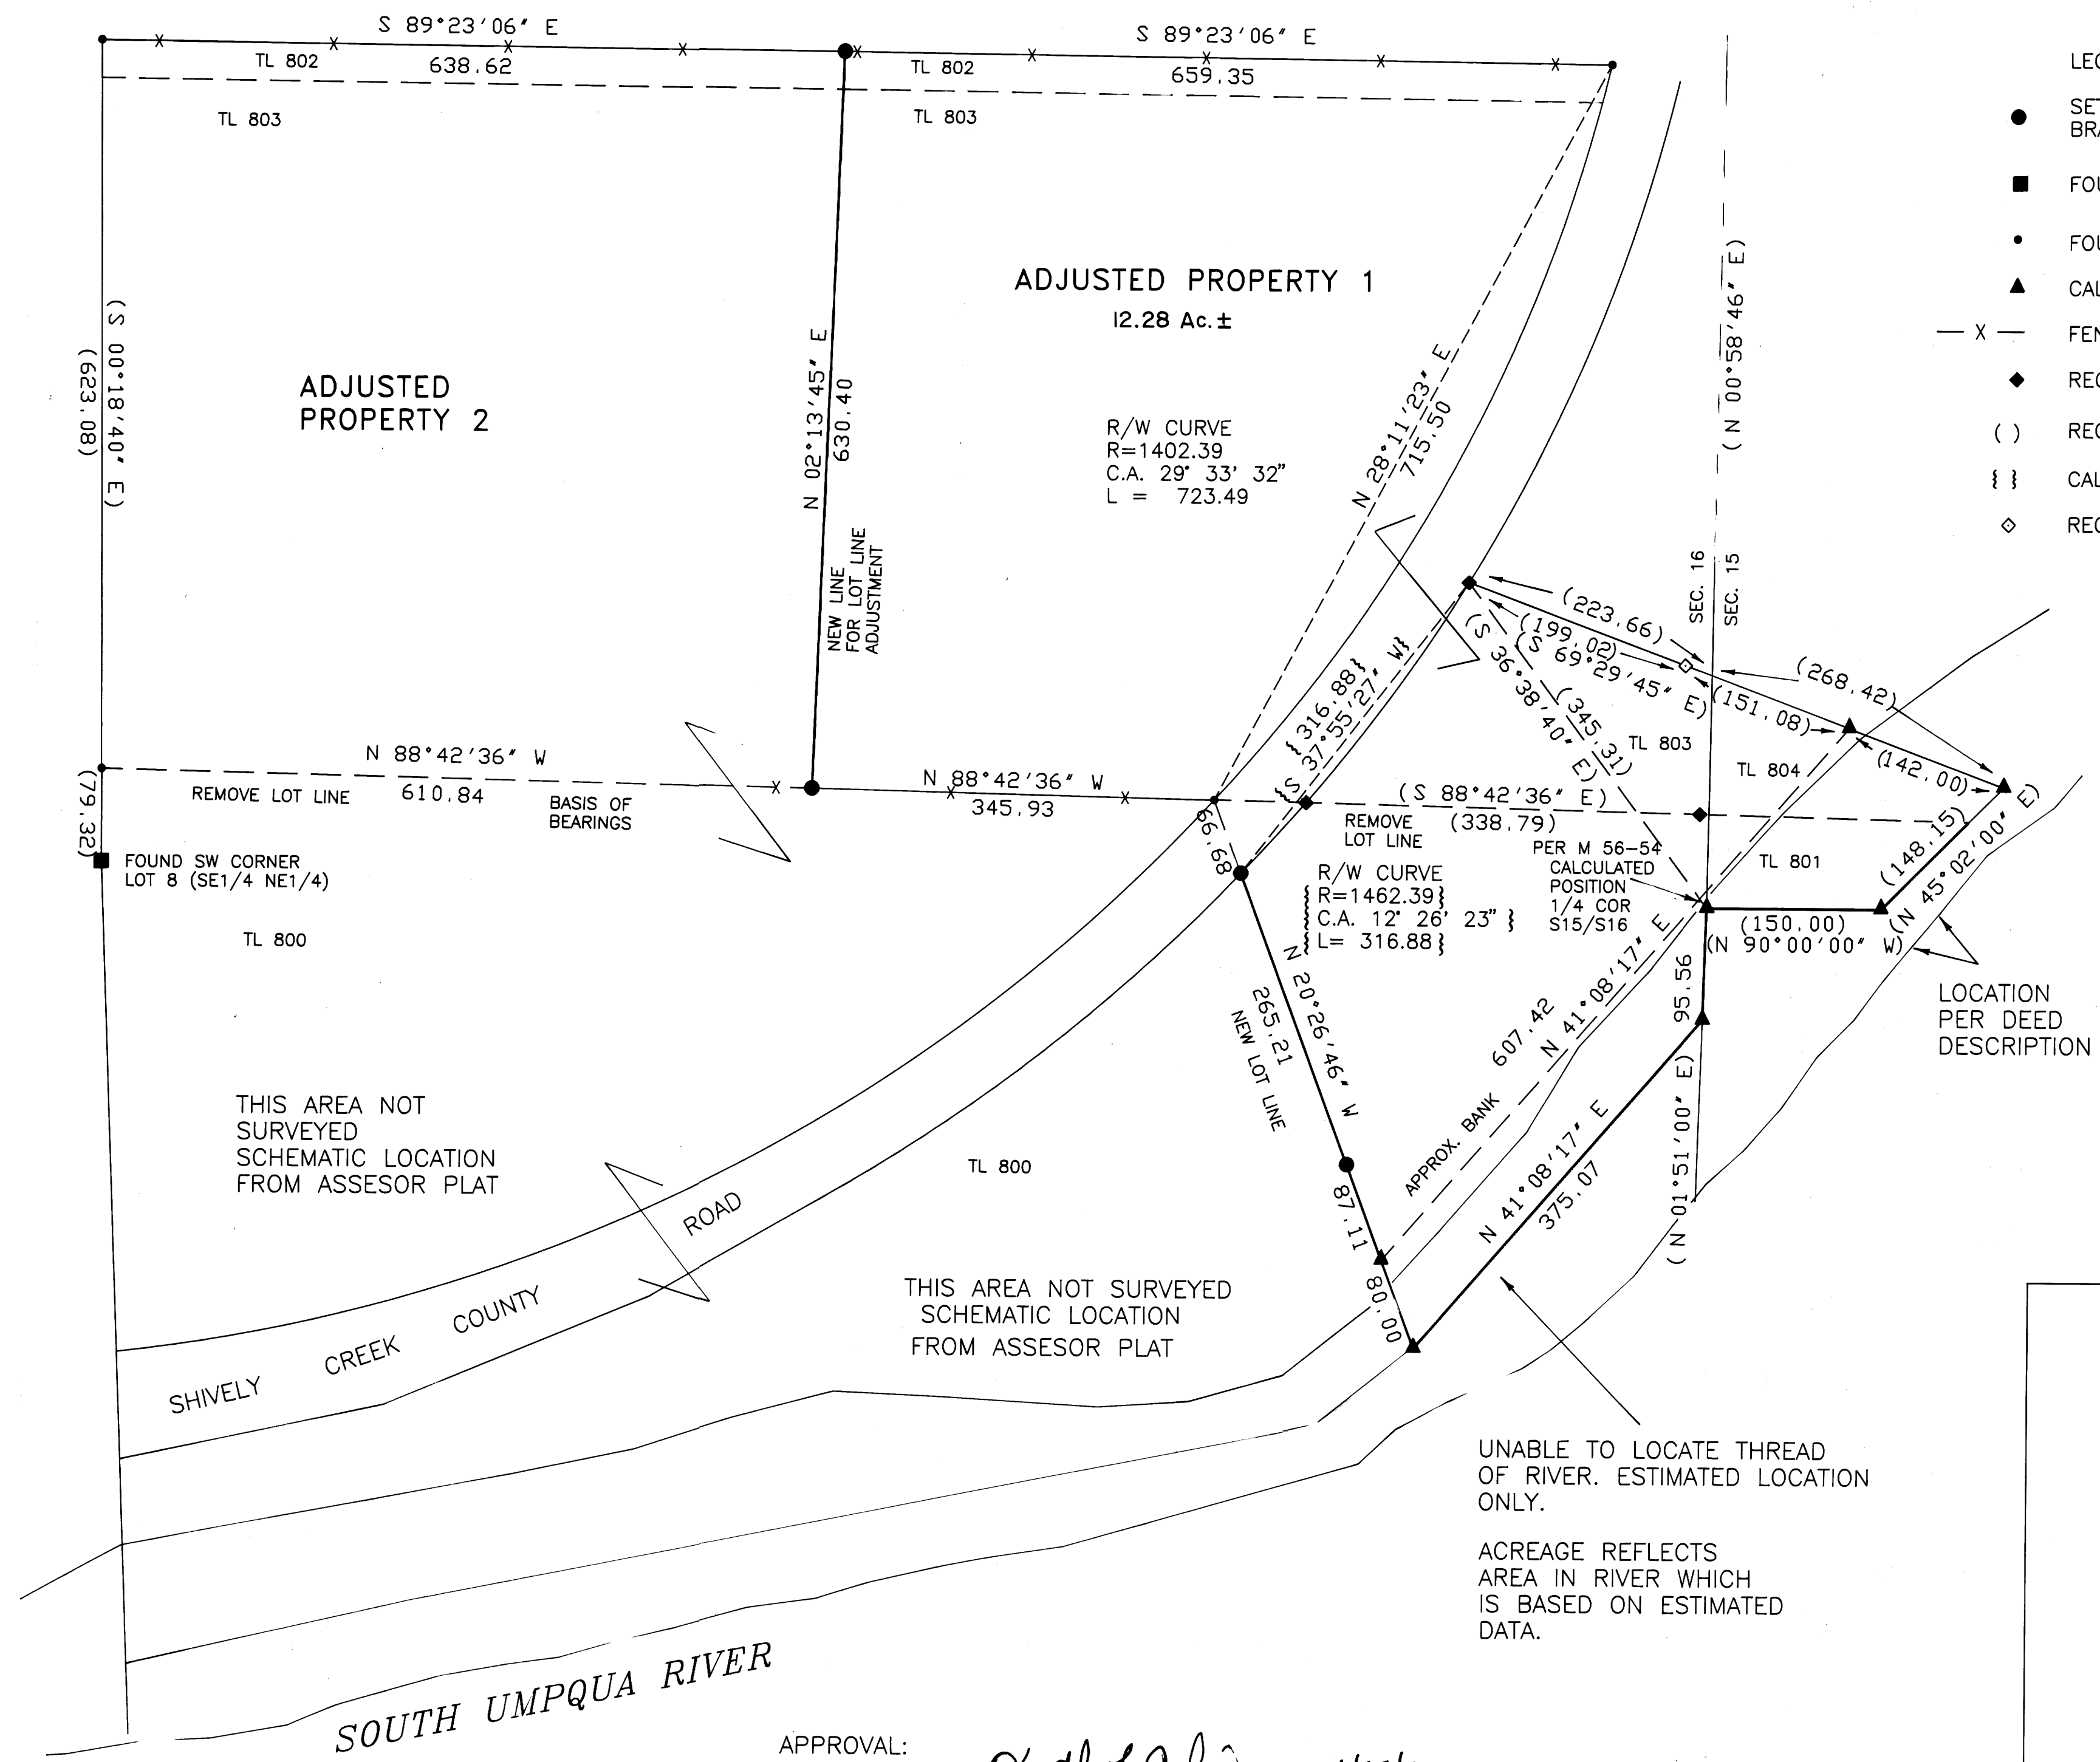 S 89°23'06" E
638.62
TL 802
TL 803
S 89°23'06" E
659.35
TL 802
TL 803
(S 00°18'40" E)
(623.08)
ADJUSTED
PROPERTY 2
N 02°13'45" E
630.40
NEW LINE
FOR LOT LINE
ADJUSTMENT
ADJUSTED PROPERTY 1
12.28 Ac.±
R/W CURVE
R=1402.39
C.A. 29° 33' 32"
L = 723.49
N 28°11'23" E
715.50
(N 00°58'46" E)
SEC. 16
SEC. 15
( )
{ }
— X —
(223.66)
(199.02)
(S 69°29'45" E)
(151.08)
(268.42)
(142.00)
(S 36°38'40" E)
(345.31)
{316.88}
{S 37°55'27" W}
TL 803
TL 804
TL 801
N 88°42'36" W
610.84
REMOVE LOT LINE
BASIS OF
BEARINGS
N 88°42'36" W
345.93
(S 88°42'36" E)
(338.79)
REMOVE
LOT LINE
(79.32)
FOUND SW CORNER
LOT 8 (SE1/4 NE1/4)
TL 800
66.68
R/W CURVE
{R=1462.39}
{C.A. 12° 26' 23"}
{L= 316.88}
PER M 56-54
CALCULATED
POSITION
1/4 COR
S15/S16
(150.00)
(N 90°00'00" W)
(148.15)
(N 45°02'00" E)
LOCATION
PER DEED
DESCRIPTION
95.56
(N 01°51'00" E)
N 20°26'46" W
265.21
NEW LOT LINE
607.42
N 41°08'17" E
APPROX. BANK
N 41°08'17" E
375.07
87.11
80.00
THIS AREA NOT
SURVEYED
SCHEMATIC LOCATION
FROM ASSESOR PLAT
TL 800
THIS AREA NOT SURVEYED
SCHEMATIC LOCATION
FROM ASSESOR PLAT
SHIVELY CREEK COUNTY ROAD
UNABLE TO LOCATE THREAD
OF RIVER. ESTIMATED LOCATION
ONLY.
ACREAGE REFLECTS
AREA IN RIVER WHICH
IS BASED ON ESTIMATED
DATA.
SOUTH UMPQUA RIVER
APPROVAL: